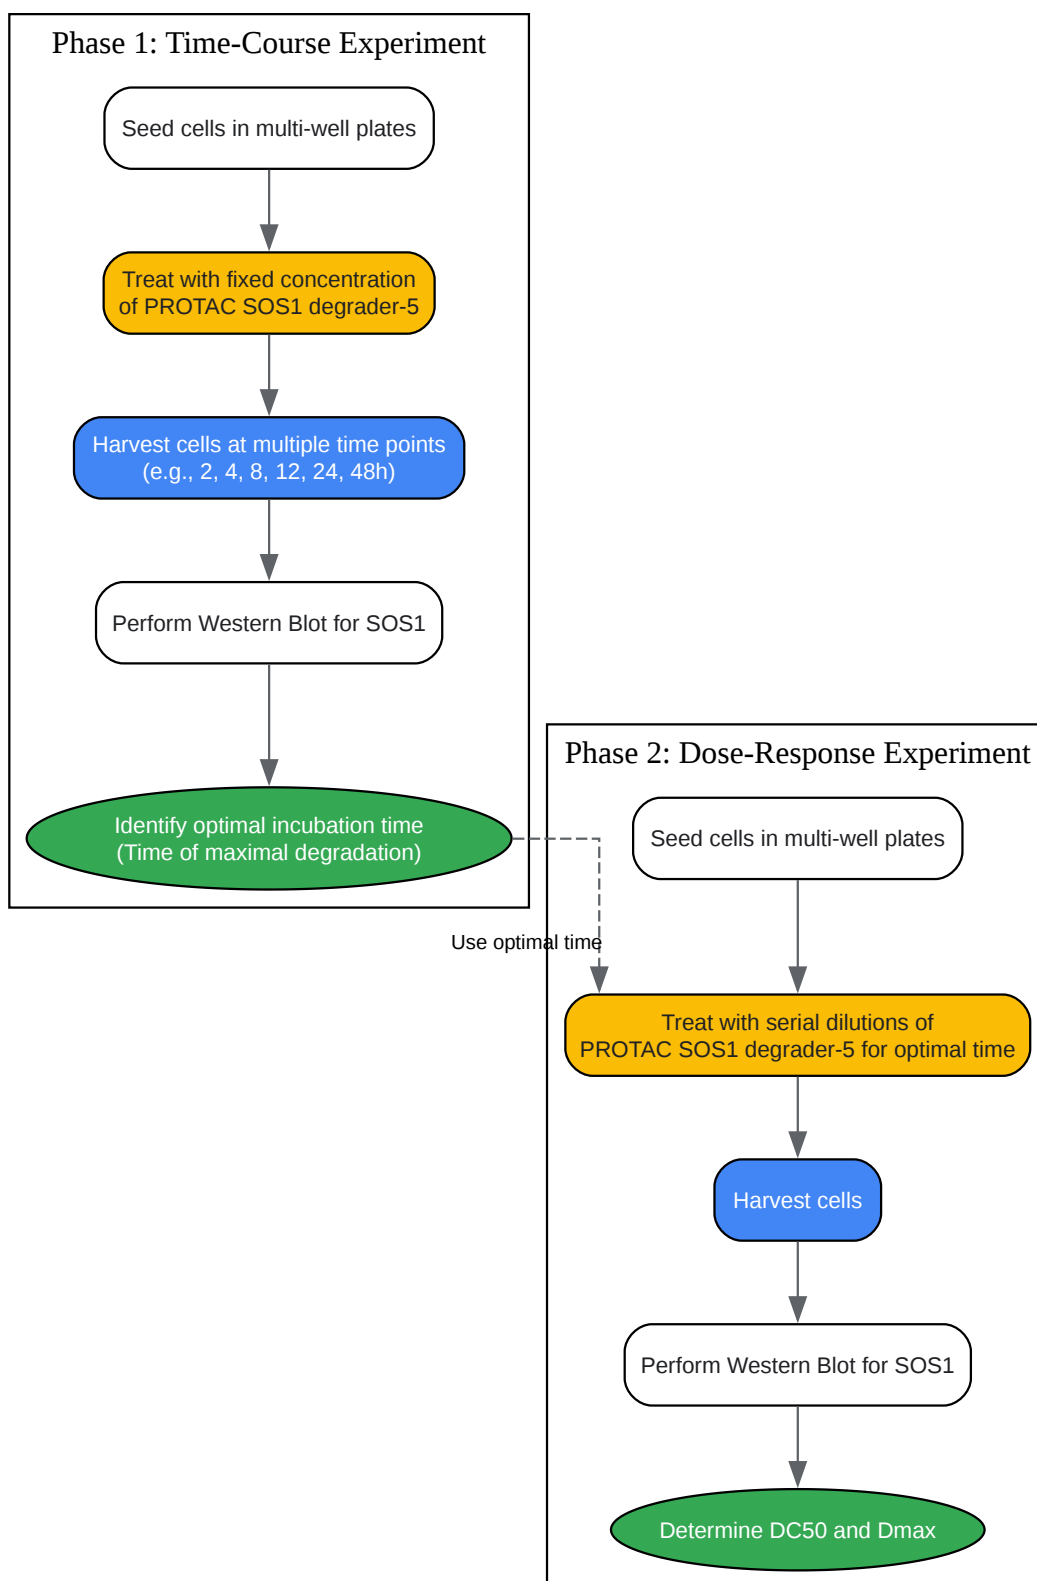 Phase 1: Time-Course Experiment
Seed cells in multi-well plates
Treat with fixed concentration
of PROTAC SOS1 degrader-5
Harvest cells at multiple time points
(e.g., 2, 4, 8, 12, 24, 48h)
Perform Western Blot for SOS1
Identify optimal incubation time
(Time of maximal degradation)
Use optimal time
Phase 2: Dose-Response Experiment
Seed cells in multi-well plates
Treat with serial dilutions of
PROTAC SOS1 degrader-5 for optimal time
Harvest cells
Perform Western Blot for SOS1
Determine DC50 and Dmax